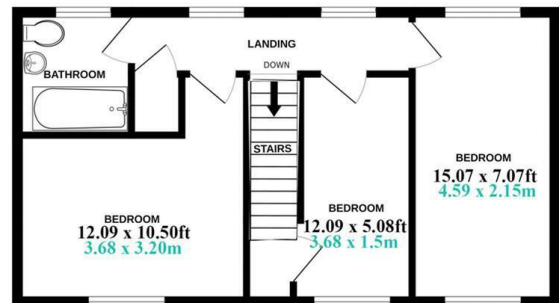 LANDING
DOWN
BATHROOM
STAIRS
BEDROOM
12.09 x 10.50ft
3.68 x 3.20m
BEDROOM
12.09 x 5.08ft
3.68 x 1.5m
BEDROOM
15.07 x 7.07ft
4.59 x 2.15m